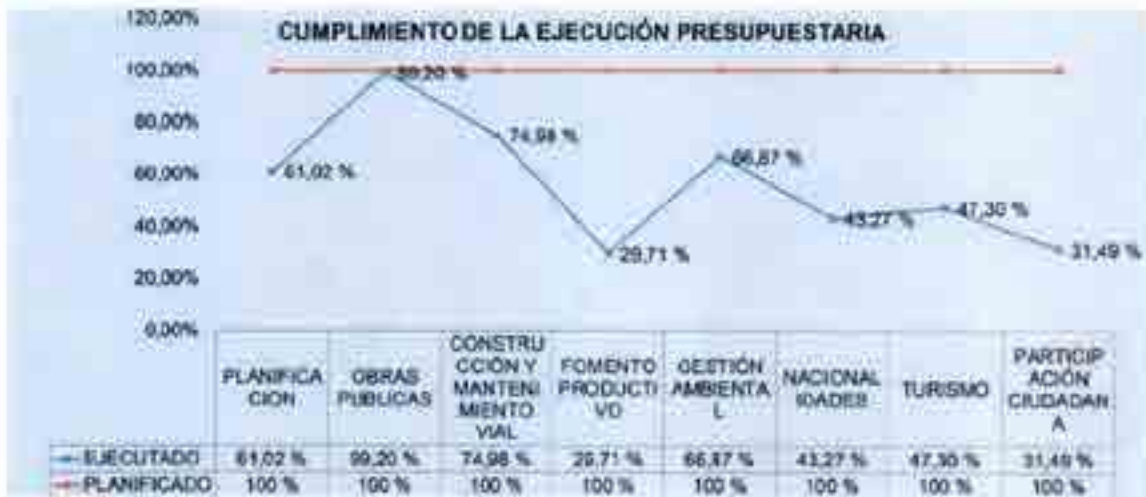 CUMPLIMIENTO DE LA EJECUCIÓN PRESUPUESTARIA
120,00%
100,00%
80,00%
60,00%
40,00%
20,00%
0,00%
61,02 %
99,20 %
74,98 %
29,71 %
66,87 %
43,27 %
47,30 %
31,49 %
PLANIFICA
CION
OBRAS
PUBLICAS
CONSTRU
CCIÓN Y
MANTENI
MIENTO
VIAL
FOMENTO
PRODUCTI
VO
GESTIÓN
AMBIENTA
L
NACIONAL
IDADES
TURISMO
PARTICIP
ACIÓN
CIUDADAN
A
EJECUTADO 61,02 % 99,20 % 74,98 % 29,71 % 66,87 % 43,27 % 47,30 % 31,49 %
PLANIFICADO 100 % 100 % 100 % 100 % 100 % 100 % 100 % 100 %